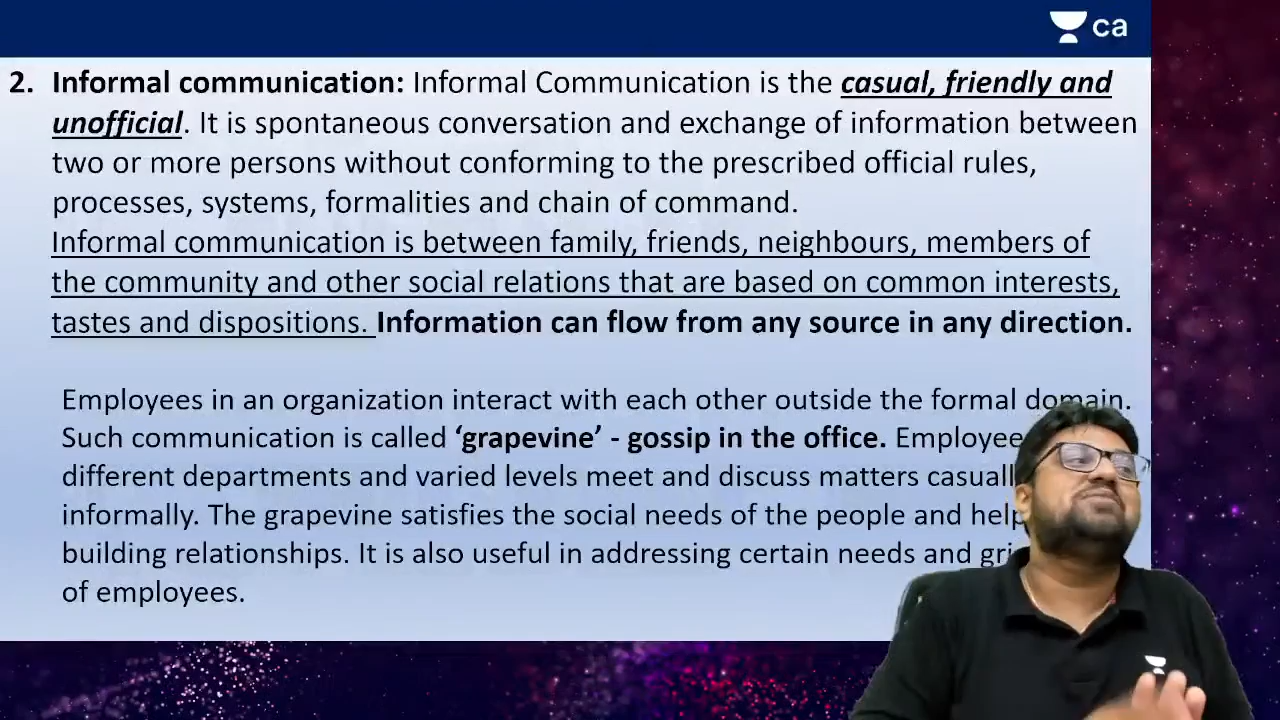 ca
2. Informal communication: Informal Communication is the casual, friendly and
unofficial. It is spontaneous conversation and exchange of information between
two or more persons without conforming to the prescribed official rules,
processes, systems, formalities and chain of command.
Informal communication is between family, friends, neighbours, members of
the community and other social relations that are based on common interests,
tastes and dispositions. Information can flow from any source in any direction.
Employees in an organization interact with each other outside the formal domain.
Such communication is called ‘grapevine’ - gossip in the office. Employee
different departments and varied levels meet and discuss matters casuall
informally. The grapevine satisfies the social needs of the people and help
building relationships. It is also useful in addressing certain needs and gri
of employees.